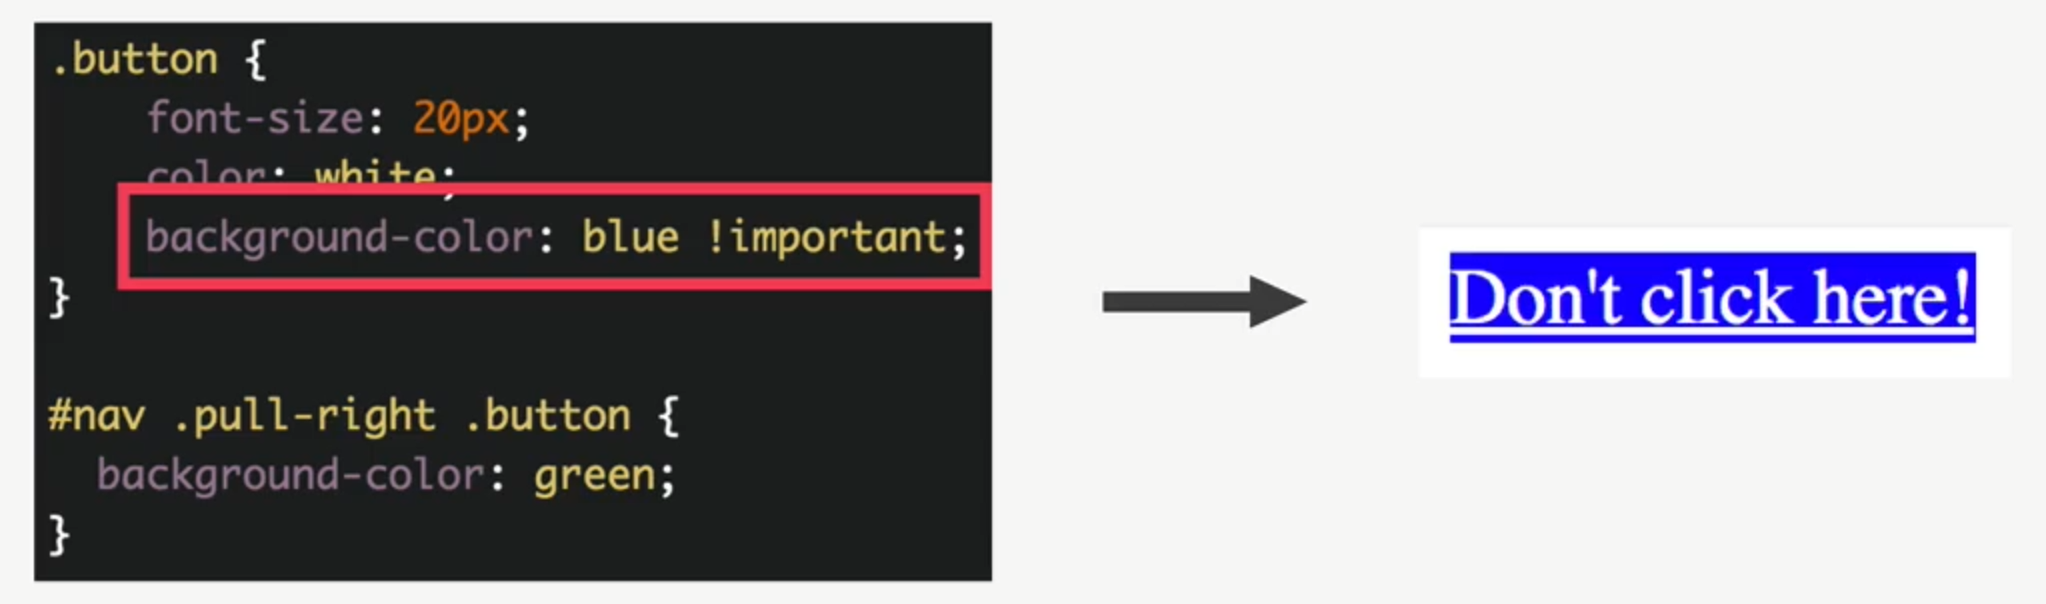 .button {
font-size: 20px;
color: white;
background-color: blue !important;
}
#nav .pull-right .button {
background-color: green;
}
Don't click here!